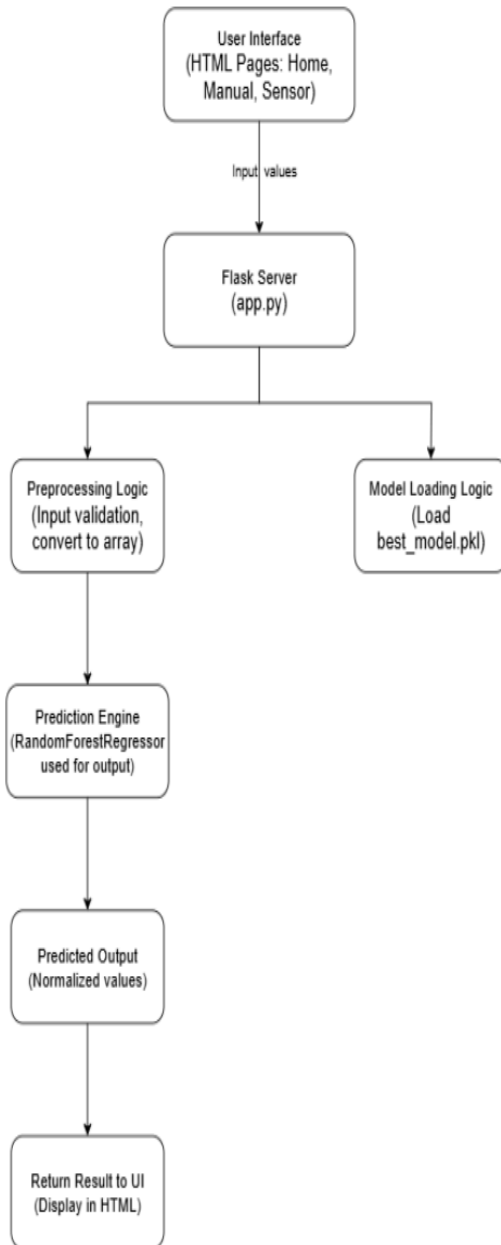 User Interface
(HTML Pages: Home,
Manual, Sensor)
Input values
Flask Server
(app.py)
Preprocessing Logic
(Input validation,
convert to array)
Model Loading Logic
(Load
best_model.pkl)
Prediction Engine
(RandomForestRegressor
used for output)
Predicted Output
(Normalized values)
Return Result to UI
(Display in HTML)